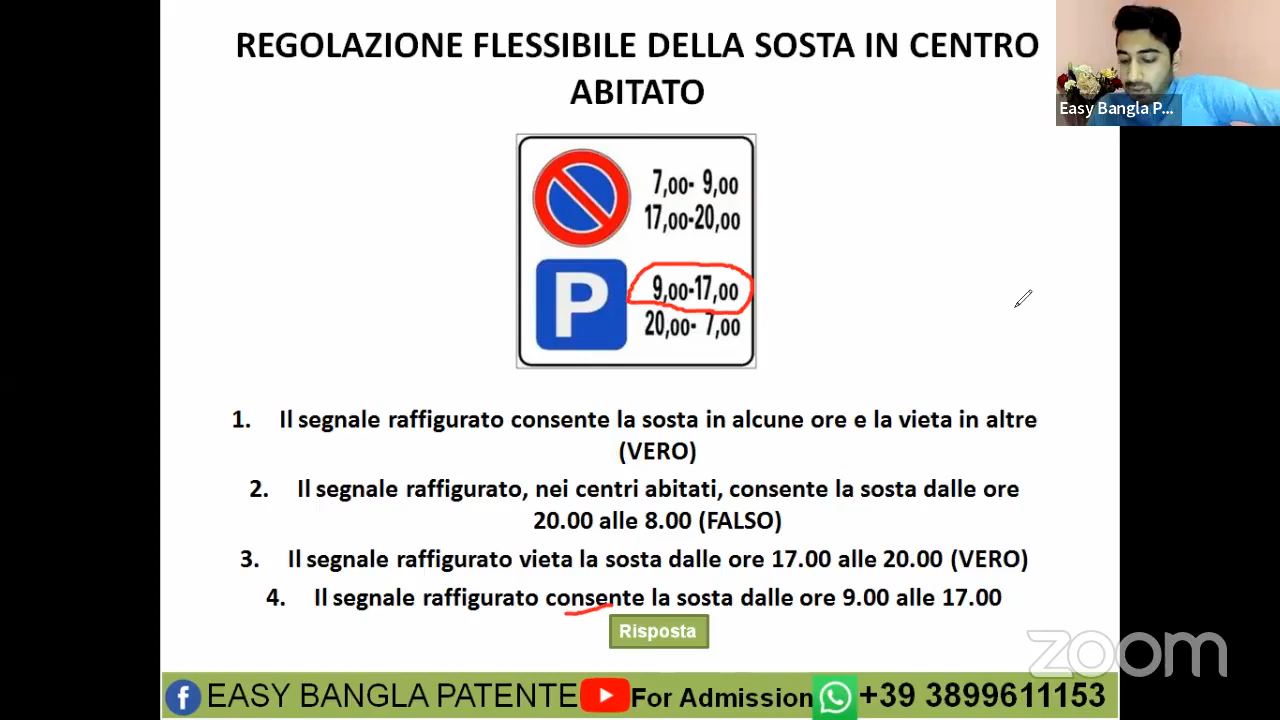 REGOLAZIONE FLESSIBILE DELLA SOSTA IN CENTRO
ABITATO
Easy Bangla P...
7,00- 9,00
17,00-20,00
P
9,00-17,00
20,00- 7,00
1. Il segnale raffigurato consente la sosta in alcune ore e la vieta in altre
(VERO)
2. Il segnale raffigurato, nei centri abitati, consente la sosta dalle ore
20.00 alle 8.00 (FALSO)
3. Il segnale raffigurato vieta la sosta dalle ore 17.00 alle 20.00 (VERO)
4. Il segnale raffigurato consente la sosta dalle ore 9.00 alle 17.00
Risposta
zoom
f EASY BANGLA PATENTE For Admission +39 3899611153